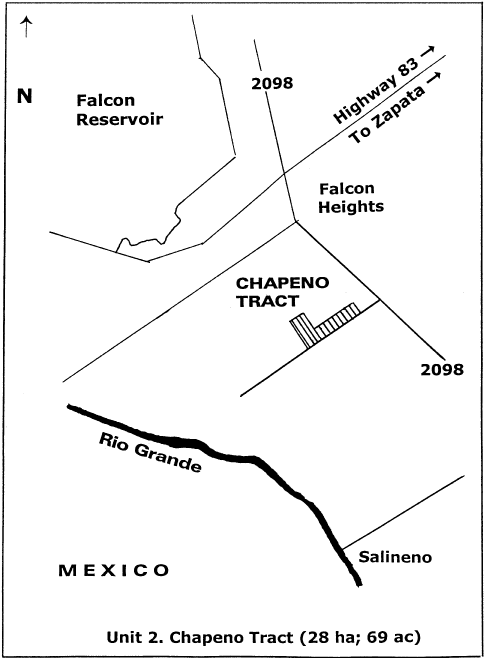 N
Falcon
Reservoir
2098
Highway 83 →
To Zapata →
Falcon
Heights
CHAPENO
TRACT
2098
Rio Grande
Salineno
MEXICO
Unit 2. Chapeno Tract (28 ha; 69 ac)